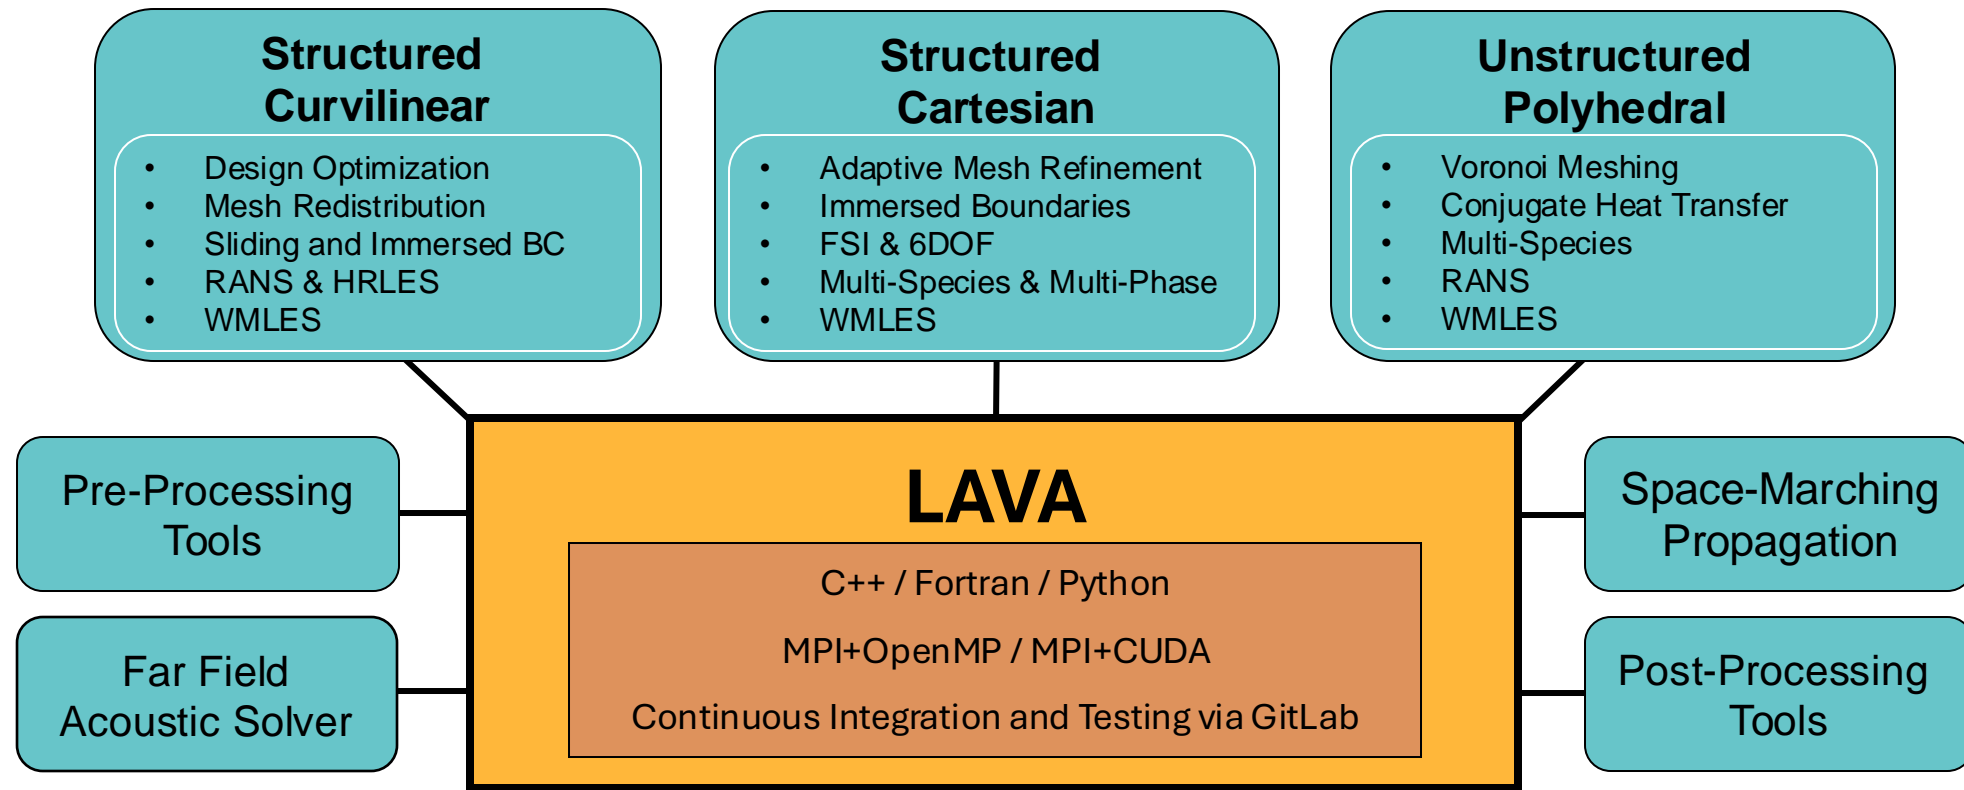 Structured
Curvilinear
• Design Optimization
• Mesh Redistribution
• Sliding and Immersed BC
• RANS & HRLES
• WMLES
Structured
Cartesian
• Adaptive Mesh Refinement
• Immersed Boundaries
• FSI & 6DOF
• Multi-Species & Multi-Phase
• WMLES
Unstructured
Polyhedral
• Voronoi Meshing
• Conjugate Heat Transfer
• Multi-Species
• RANS
• WMLES
Pre-Processing
Tools
Far Field
Acoustic Solver
LAVA
C++ / Fortran / Python
MPI+OpenMP / MPI+CUDA
Continuous Integration and Testing via GitLab
Space-Marching
Propagation
Post-Processing
Tools